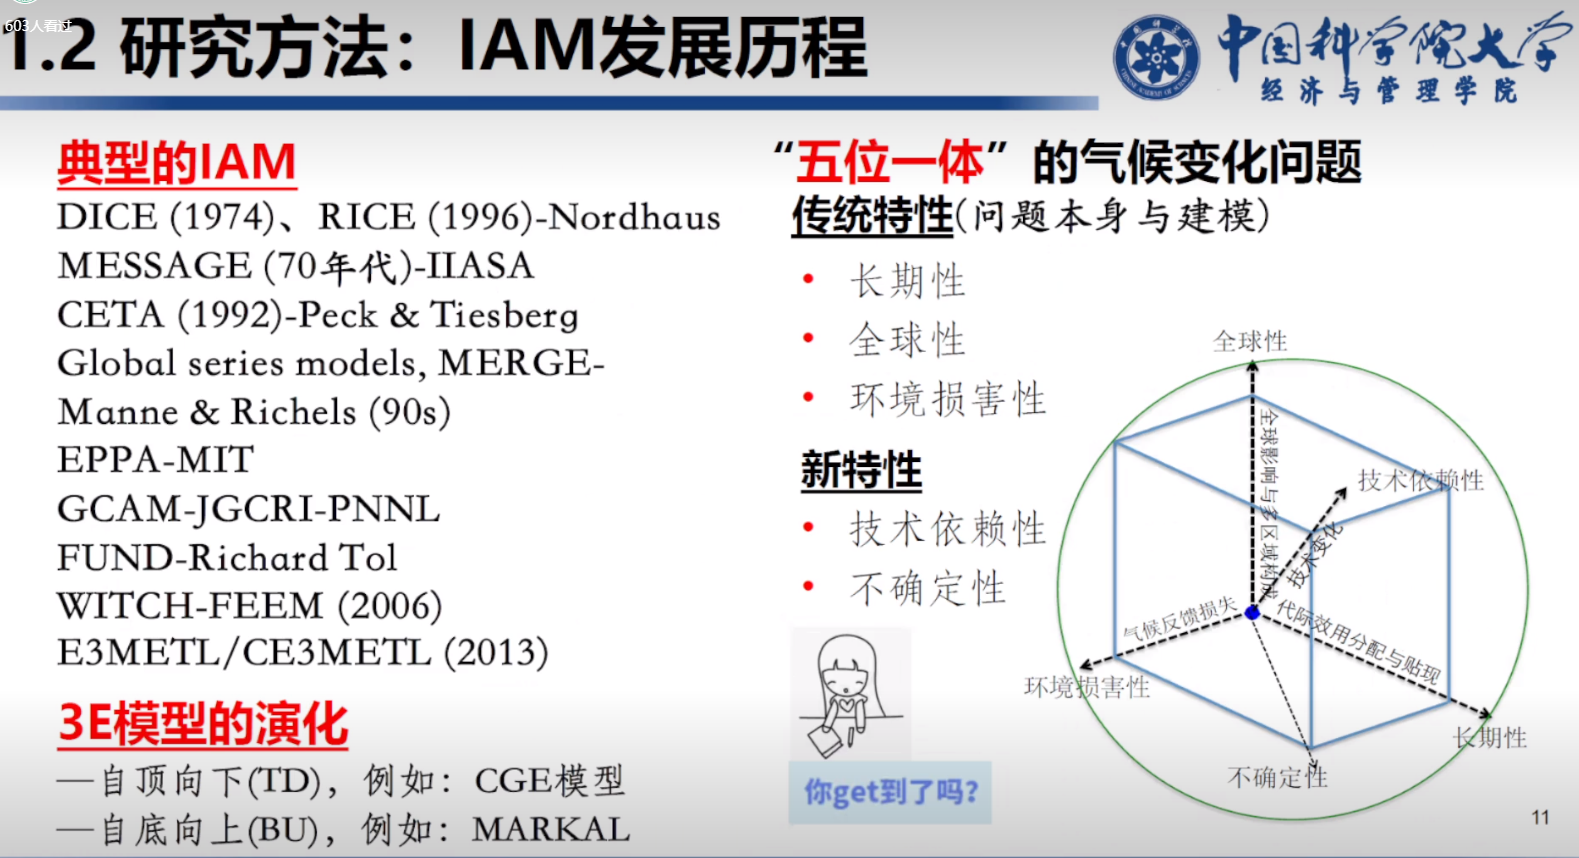 603人看过
1.2 研究方法：IAM发展历程
中国科学院大学
经济与管理学院
典型的IAM
DICE (1974)、RICE (1996)-Nordhaus
MESSAGE (70年代)-IIASA
CETA (1992)-Peck & Tiesberg
Global series models, MERGE-
Manne & Richels (90s)
EPPA-MIT
GCAM-JGCRI-PNNL
FUND-Richard Tol
WITCH-FEEM (2006)
E3METL/CE3METL (2013)
3E模型的演化
—自顶向下(TD)，例如：CGE模型
—自底向上(BU)，例如：MARKAL
“五位一体”的气候变化问题
传统特性(问题本身与建模)
• 长期性
• 全球性
• 环境损害性
新特性
• 技术依赖性
• 不确定性
你get到了吗?
全球性
全球影响与多区域构成
技术依赖性
技术变化
气候反馈损失
代际效用分配与贴现
环境损害性
长期性
不确定性
11